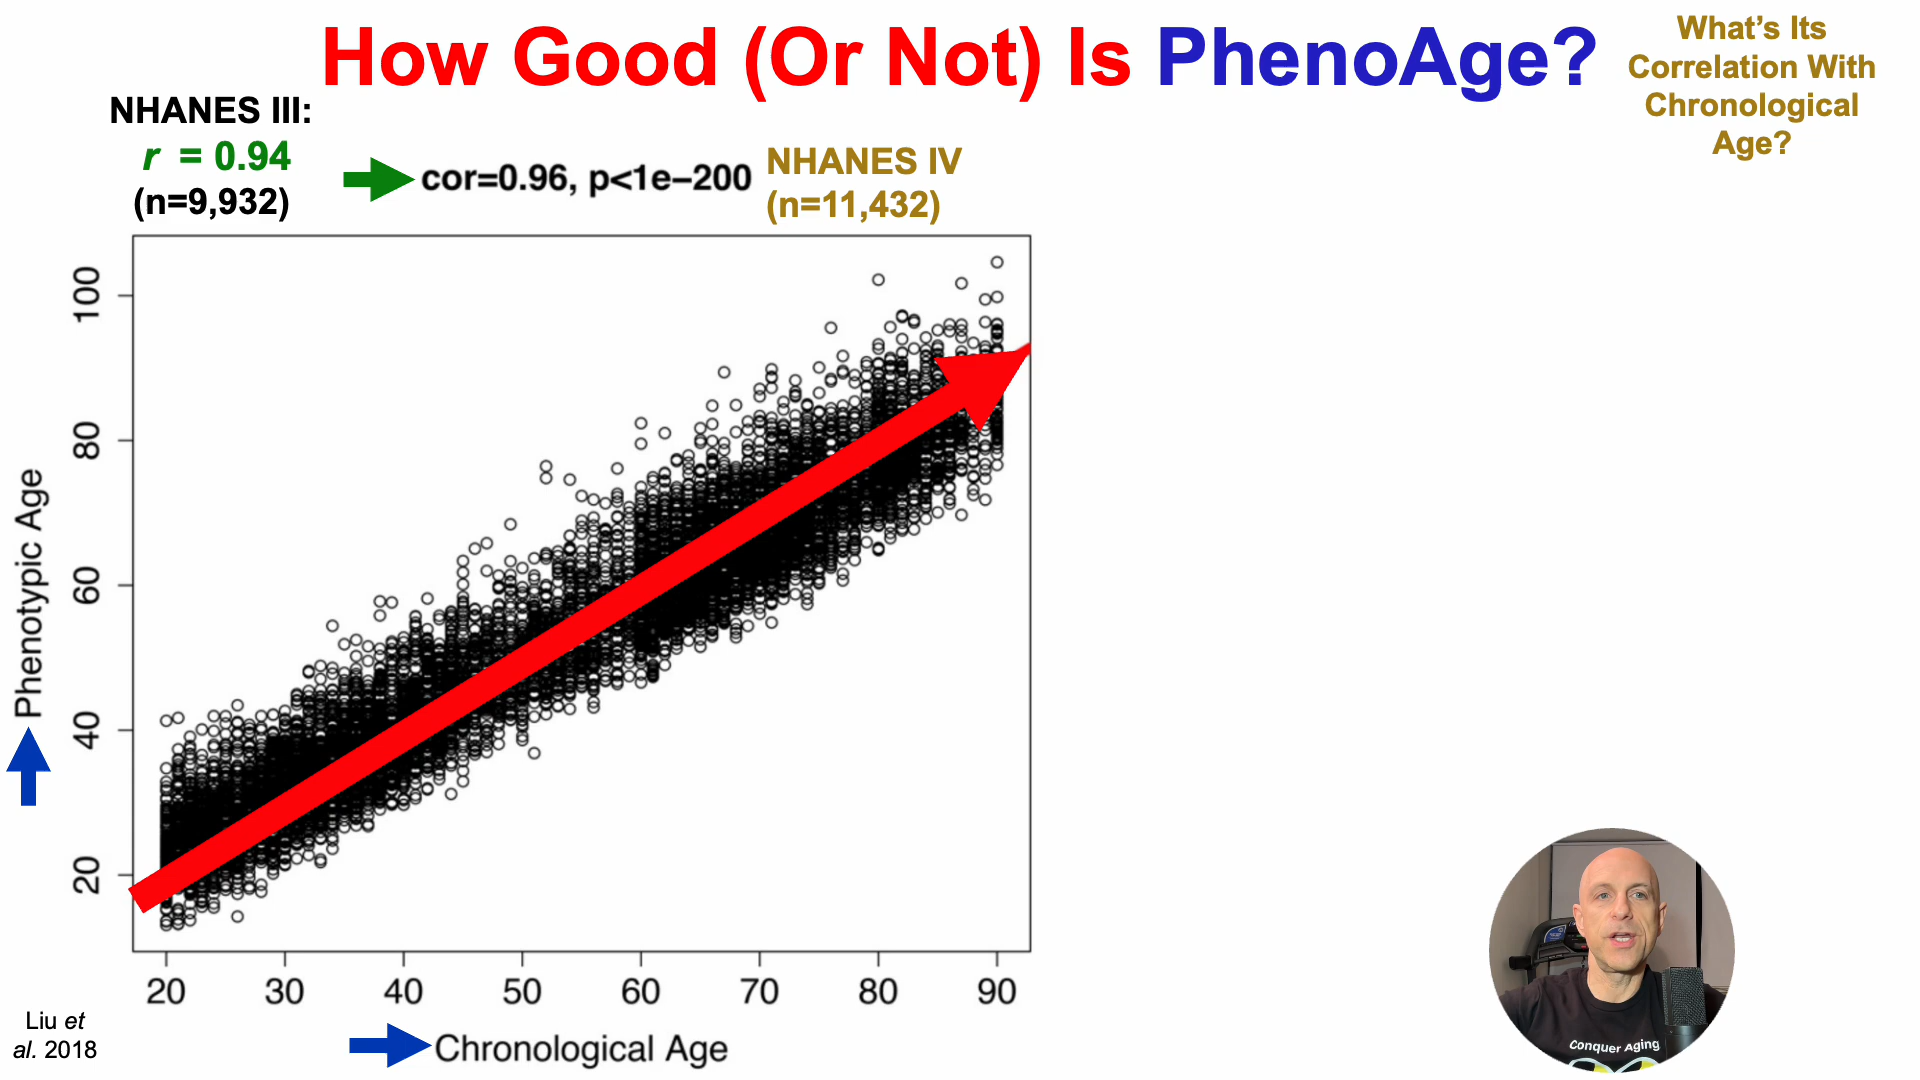 How Good (Or Not) Is PhenoAge?
What's Its
Correlation With
Chronological
Age?
NHANES III:
r = 0.94
(n=9,932)
cor=0.96, p<1e−200
NHANES IV
(n=11,432)
Phenotypic Age
100
80
60
40
20
20 30 40 50 60 70 80 90
Chronological Age
Liu et
al. 2018
Conquer Aging